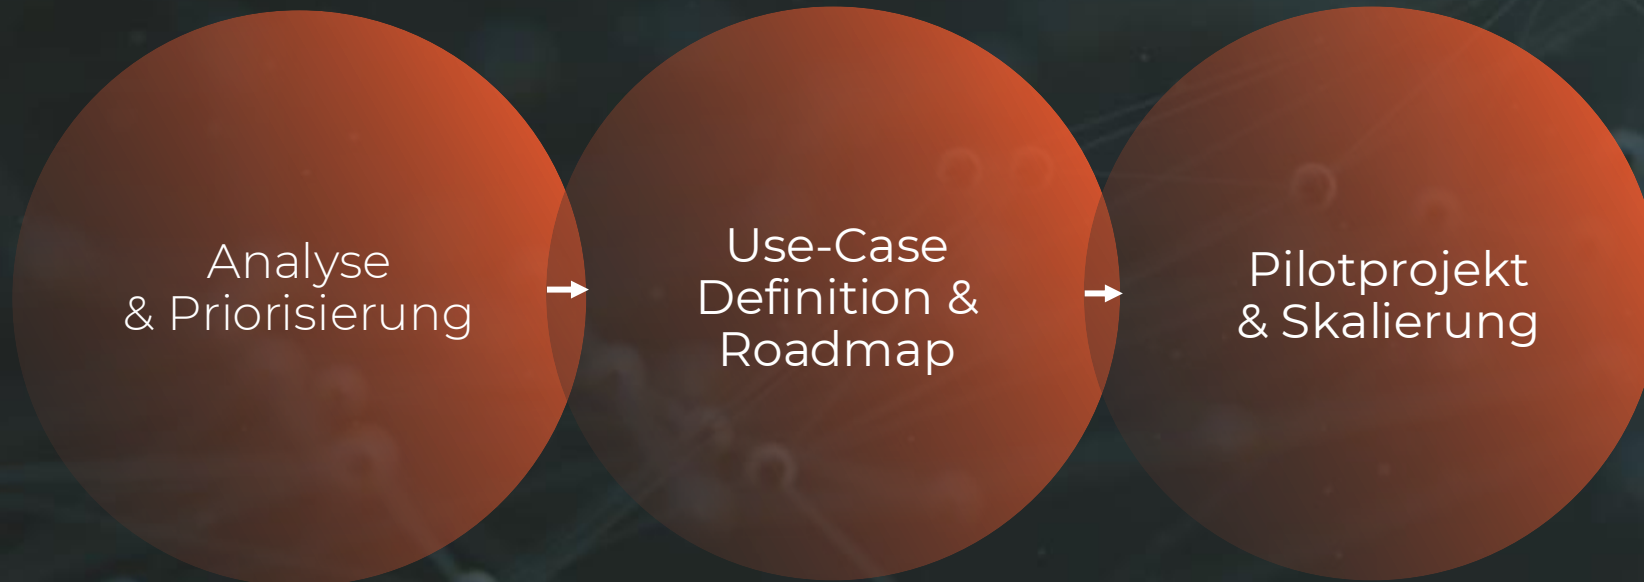 Analyse
& Priorisierung
Use-Case
Definition &
Roadmap
Pilotprojekt
& Skalierung